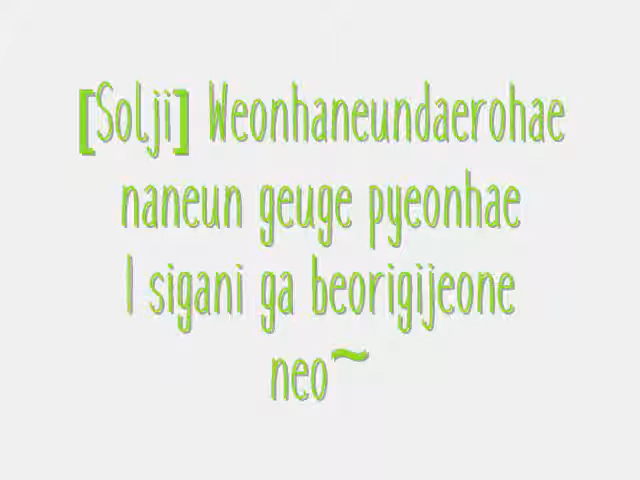 [Solji] Weonhaneundaerohae
naneun geuge pyeonhae
I sigani ga beorigijeone
neo~